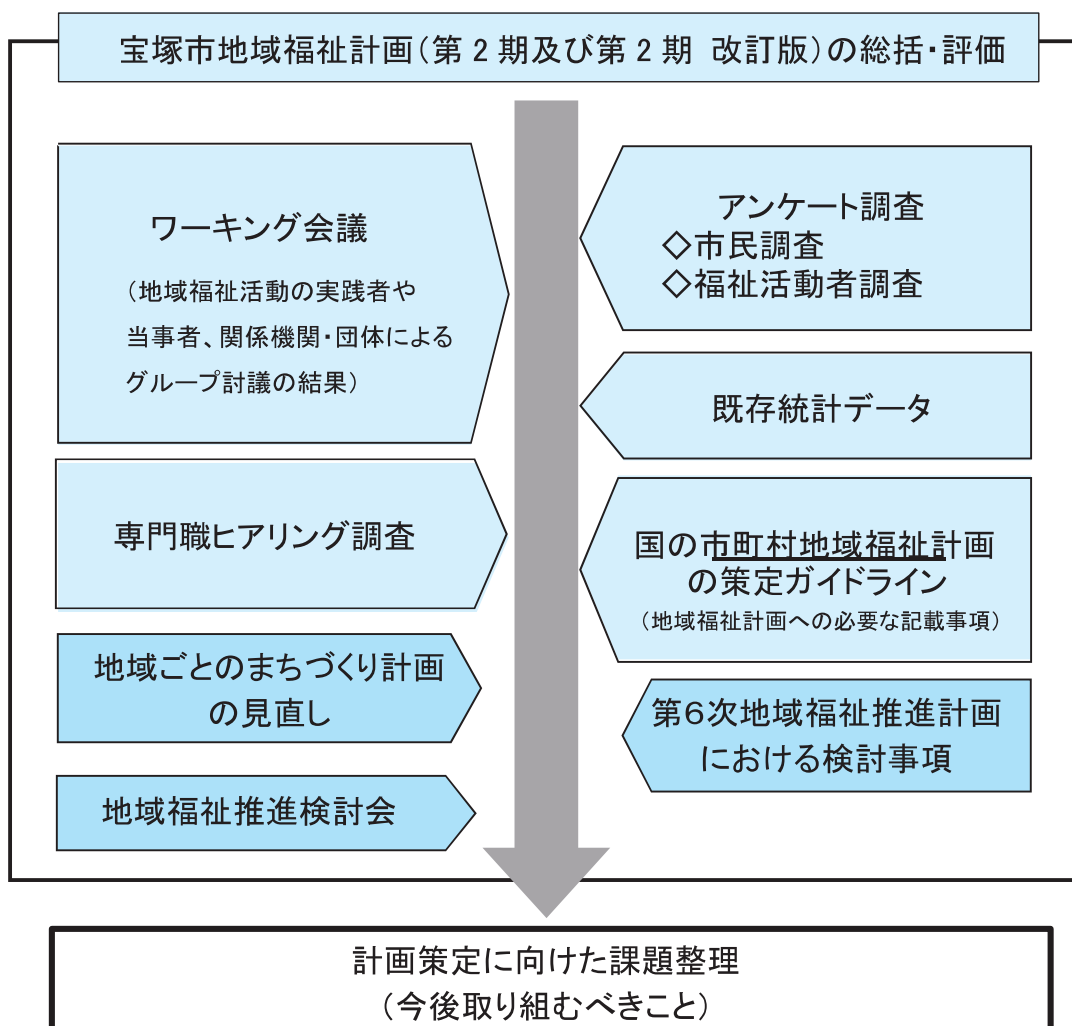 宝塚市地域福祉計画(第2期及び第2期 改訂版)の総括・評価
ワーキング会議
(地域福祉活動の実践者や
当事者、関係機関・団体による
グループ討議の結果)
専門職ヒアリング調査
地域ごとのまちづくり計画
の見直し
地域福祉推進検討会
アンケート調査
◇市民調査
◇福祉活動者調査
既存統計データ
国の市町村地域福祉計画
の策定ガイドライン
(地域福祉計画への必要な記載事項)
第6次地域福祉推進計画
における検討事項
計画策定に向けた課題整理
(今後取り組むべきこと)